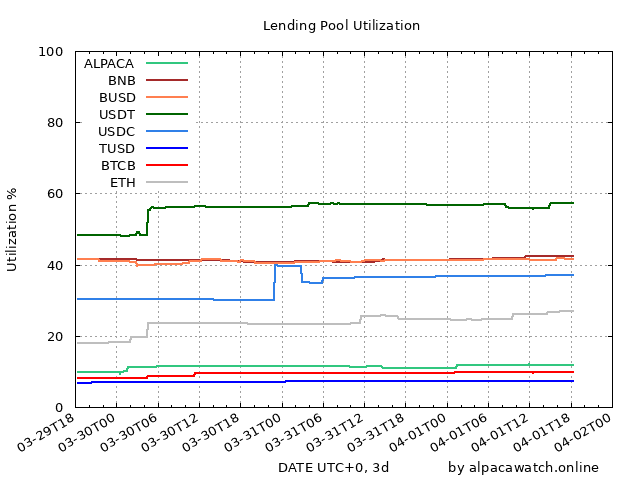 Lending Pool Utilization
100
80
60
40
20
0
Utilization %
ALPACA
BNB
BUSD
USDT
USDC
TUSD
BTCB
ETH
03-29T18
03-30T00
03-30T06
03-30T12
03-30T18
03-31T00
03-31T06
03-31T12
03-31T18
04-01T00
04-01T06
04-01T12
04-01T18
04-02T00
DATE UTC+0, 3d
by alpacawatch.online